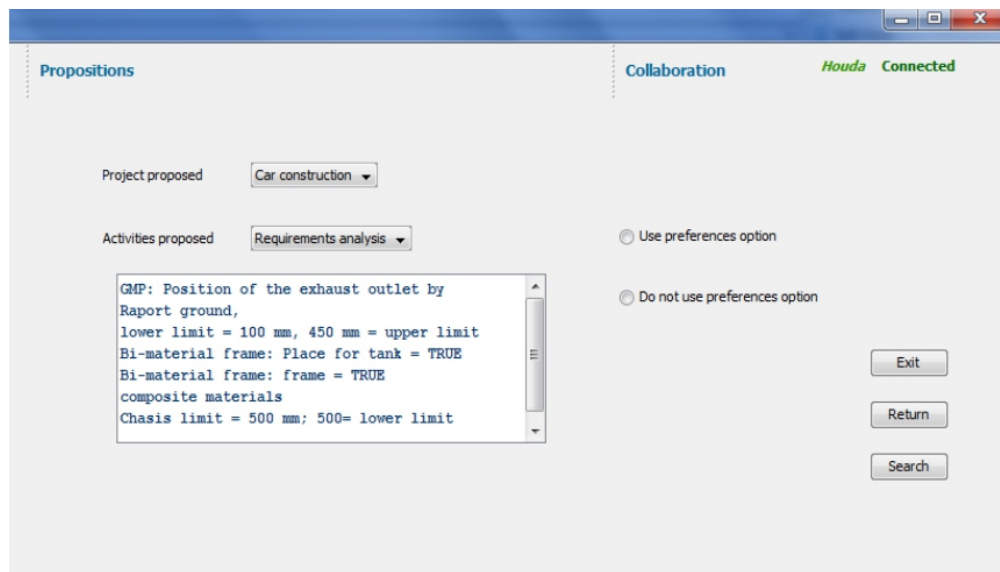 Propositions
Collaboration
Houda Connected
Project proposed
Car construction
Activities proposed
Requirements analysis
GMP: Position of the exhaust outlet by
Raport ground,
lower limit = 100 mm, 450 mm = upper limit
Bi-material frame: Place for tank = TRUE
Bi-material frame: frame = TRUE
composite materials
Chasis limit = 500 mm; 500= lower limit
Use preferences option
Do not use preferences option
Exit
Return
Search